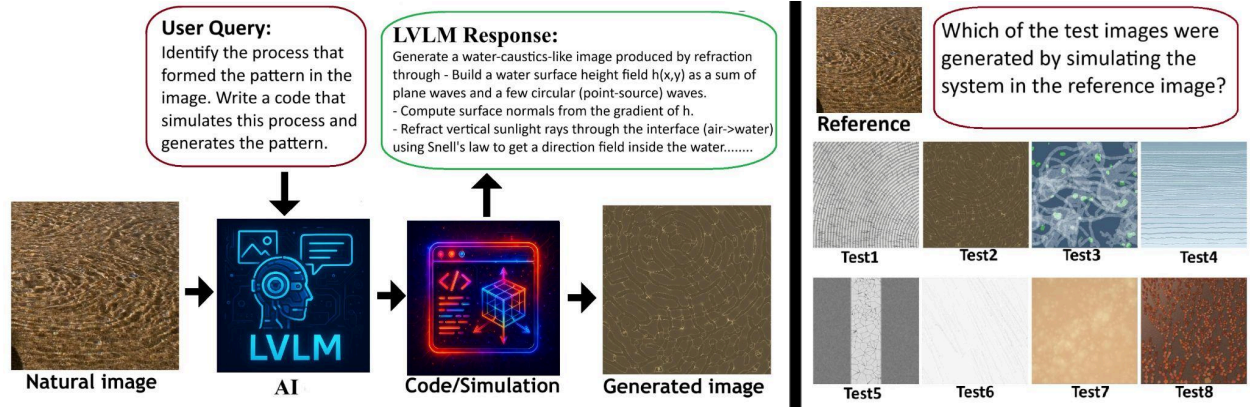 User Query:
Identify the process that
formed the pattern in the
image. Write a code that
simulates this process and
generates the pattern.
LVLM Response:
Generate a water-caustics-like image produced by refraction
through - Build a water surface height field h(x,y) as a sum of
plane waves and a few circular (point-source) waves.
- Compute surface normals from the gradient of h.
- Refract vertical sunlight rays through the interface (air->water)
using Snell's law to get a direction field inside the water........
LVLM
</>
Natural image
AI
Code/Simulation
Generated image
Reference
Which of the test images were
generated by simulating the
system in the reference image?
Test1
Test2
Test3
Test4
Test5
Test6
Test7
Test8